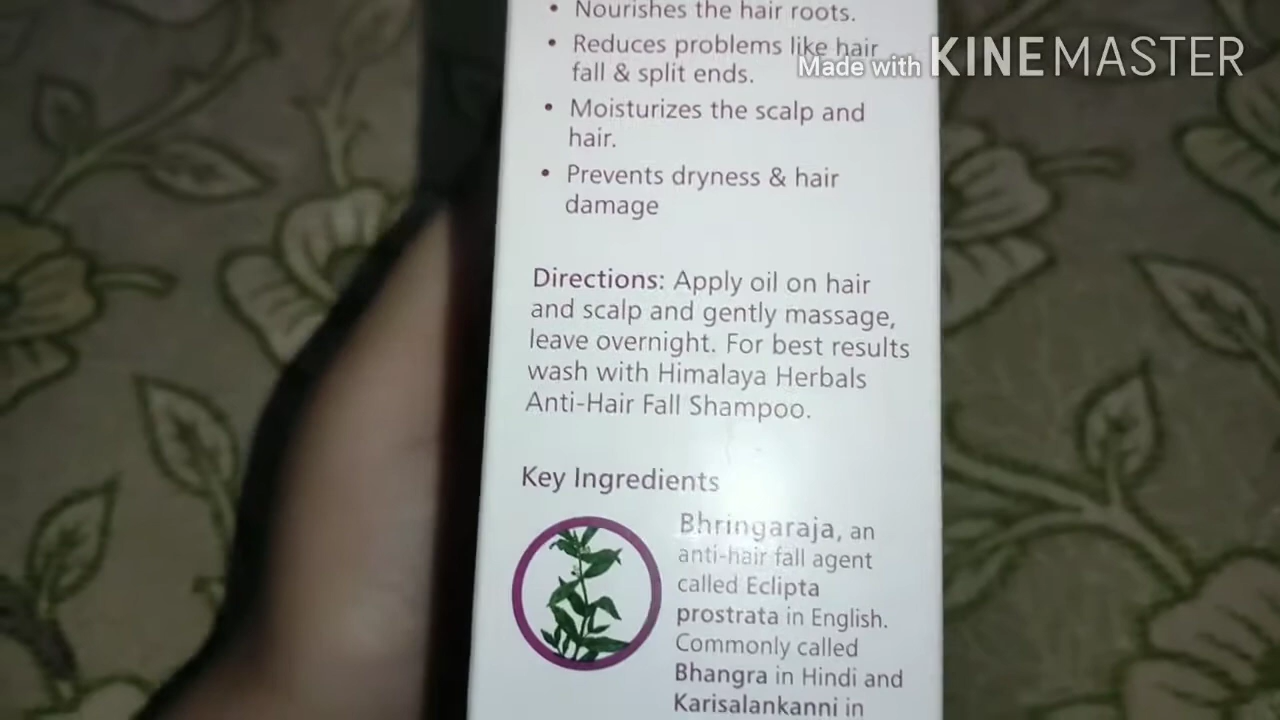 • Nourishes the hair roots.
• Reduces problems like hair
fall & split ends.
Made with KINEMASTER
• Moisturizes the scalp and
hair.
• Prevents dryness & hair
damage
Directions: Apply oil on hair
and scalp and gently massage,
leave overnight. For best results
wash with Himalaya Herbals
Anti-Hair Fall Shampoo.
Key Ingredients
Bhringaraja, an
anti-hair fall agent
called Eclipta
prostrata in English.
Commonly called
Bhangra in Hindi and
Karisalankanni in